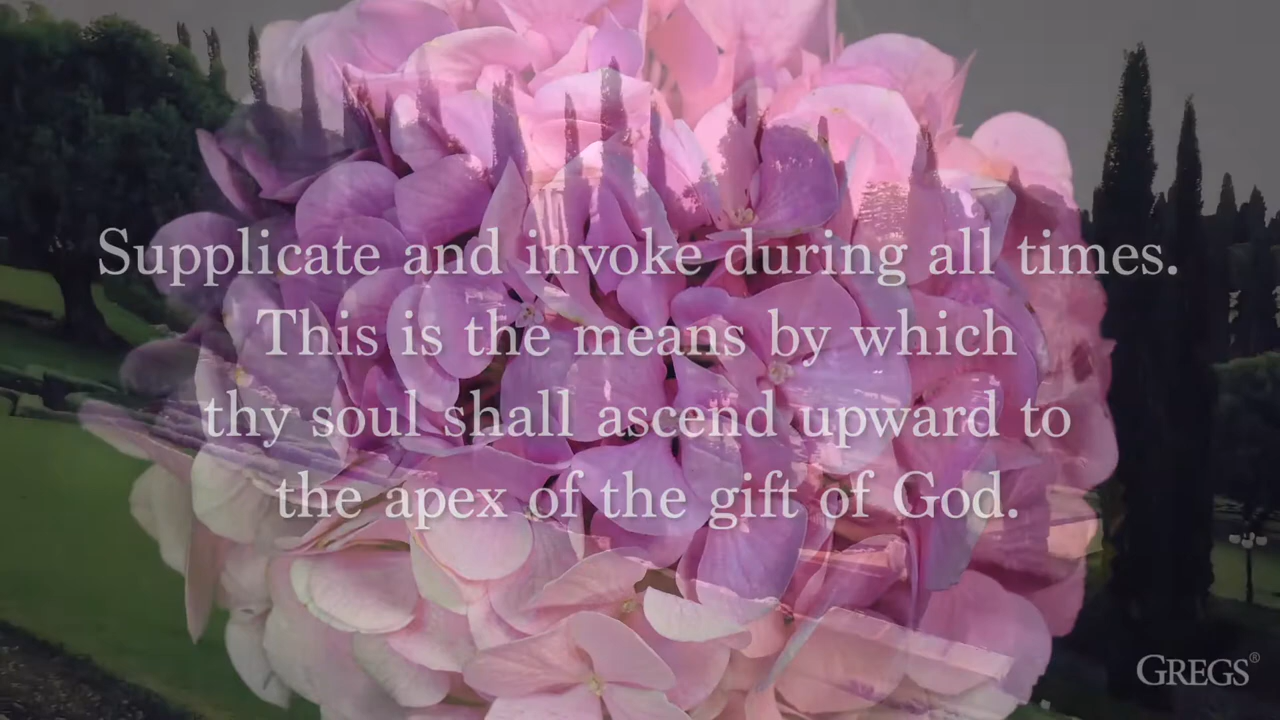 Supplicate and invoke during all times.
This is the means by which
thy soul shall ascend upward to
the apex of the gift of God.
GREGS®